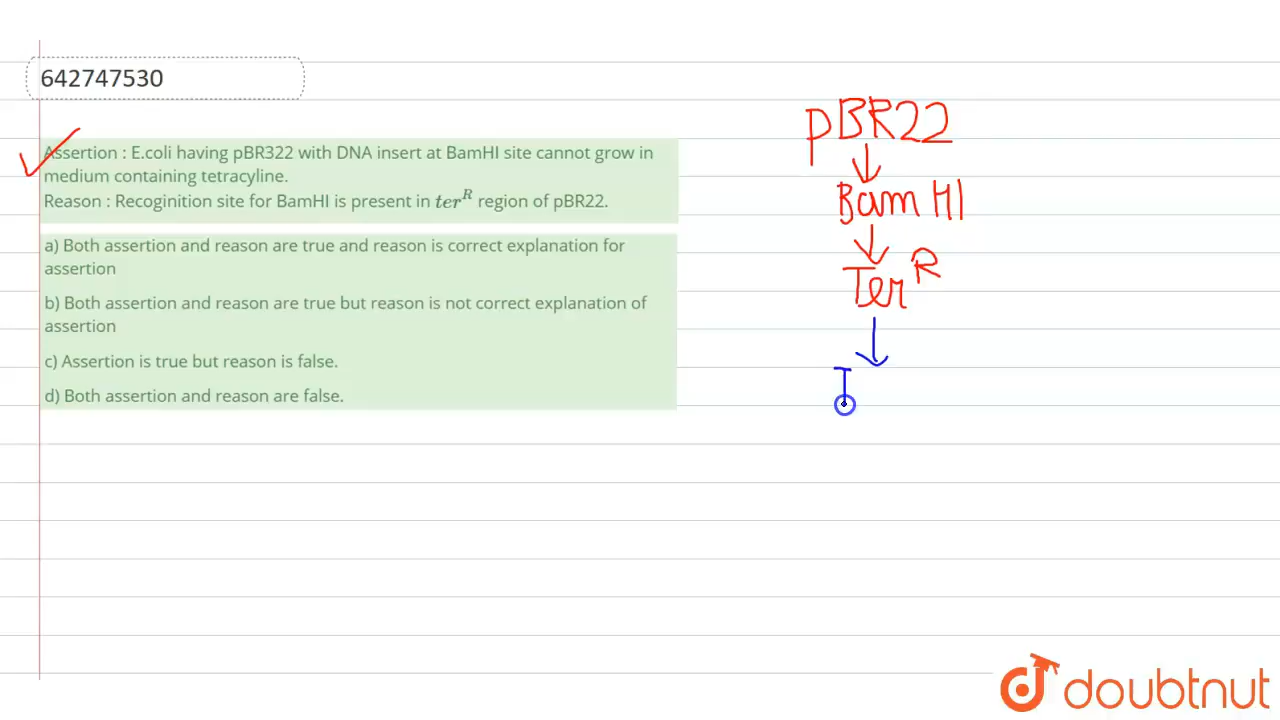 642747530
Assertion : E.coli having pBR322 with DNA insert at BamHI site cannot grow in
medium containing tetracyline.
Reason : Recoginition site for BamHI is present in ter^R region of pBR22.
a) Both assertion and reason are true and reason is correct explanation for
assertion
b) Both assertion and reason are true but reason is not correct explanation of
assertion
c) Assertion is true but reason is false.
d) Both assertion and reason are false.
pBR22
Bam HI
Ter^R
doubtnut